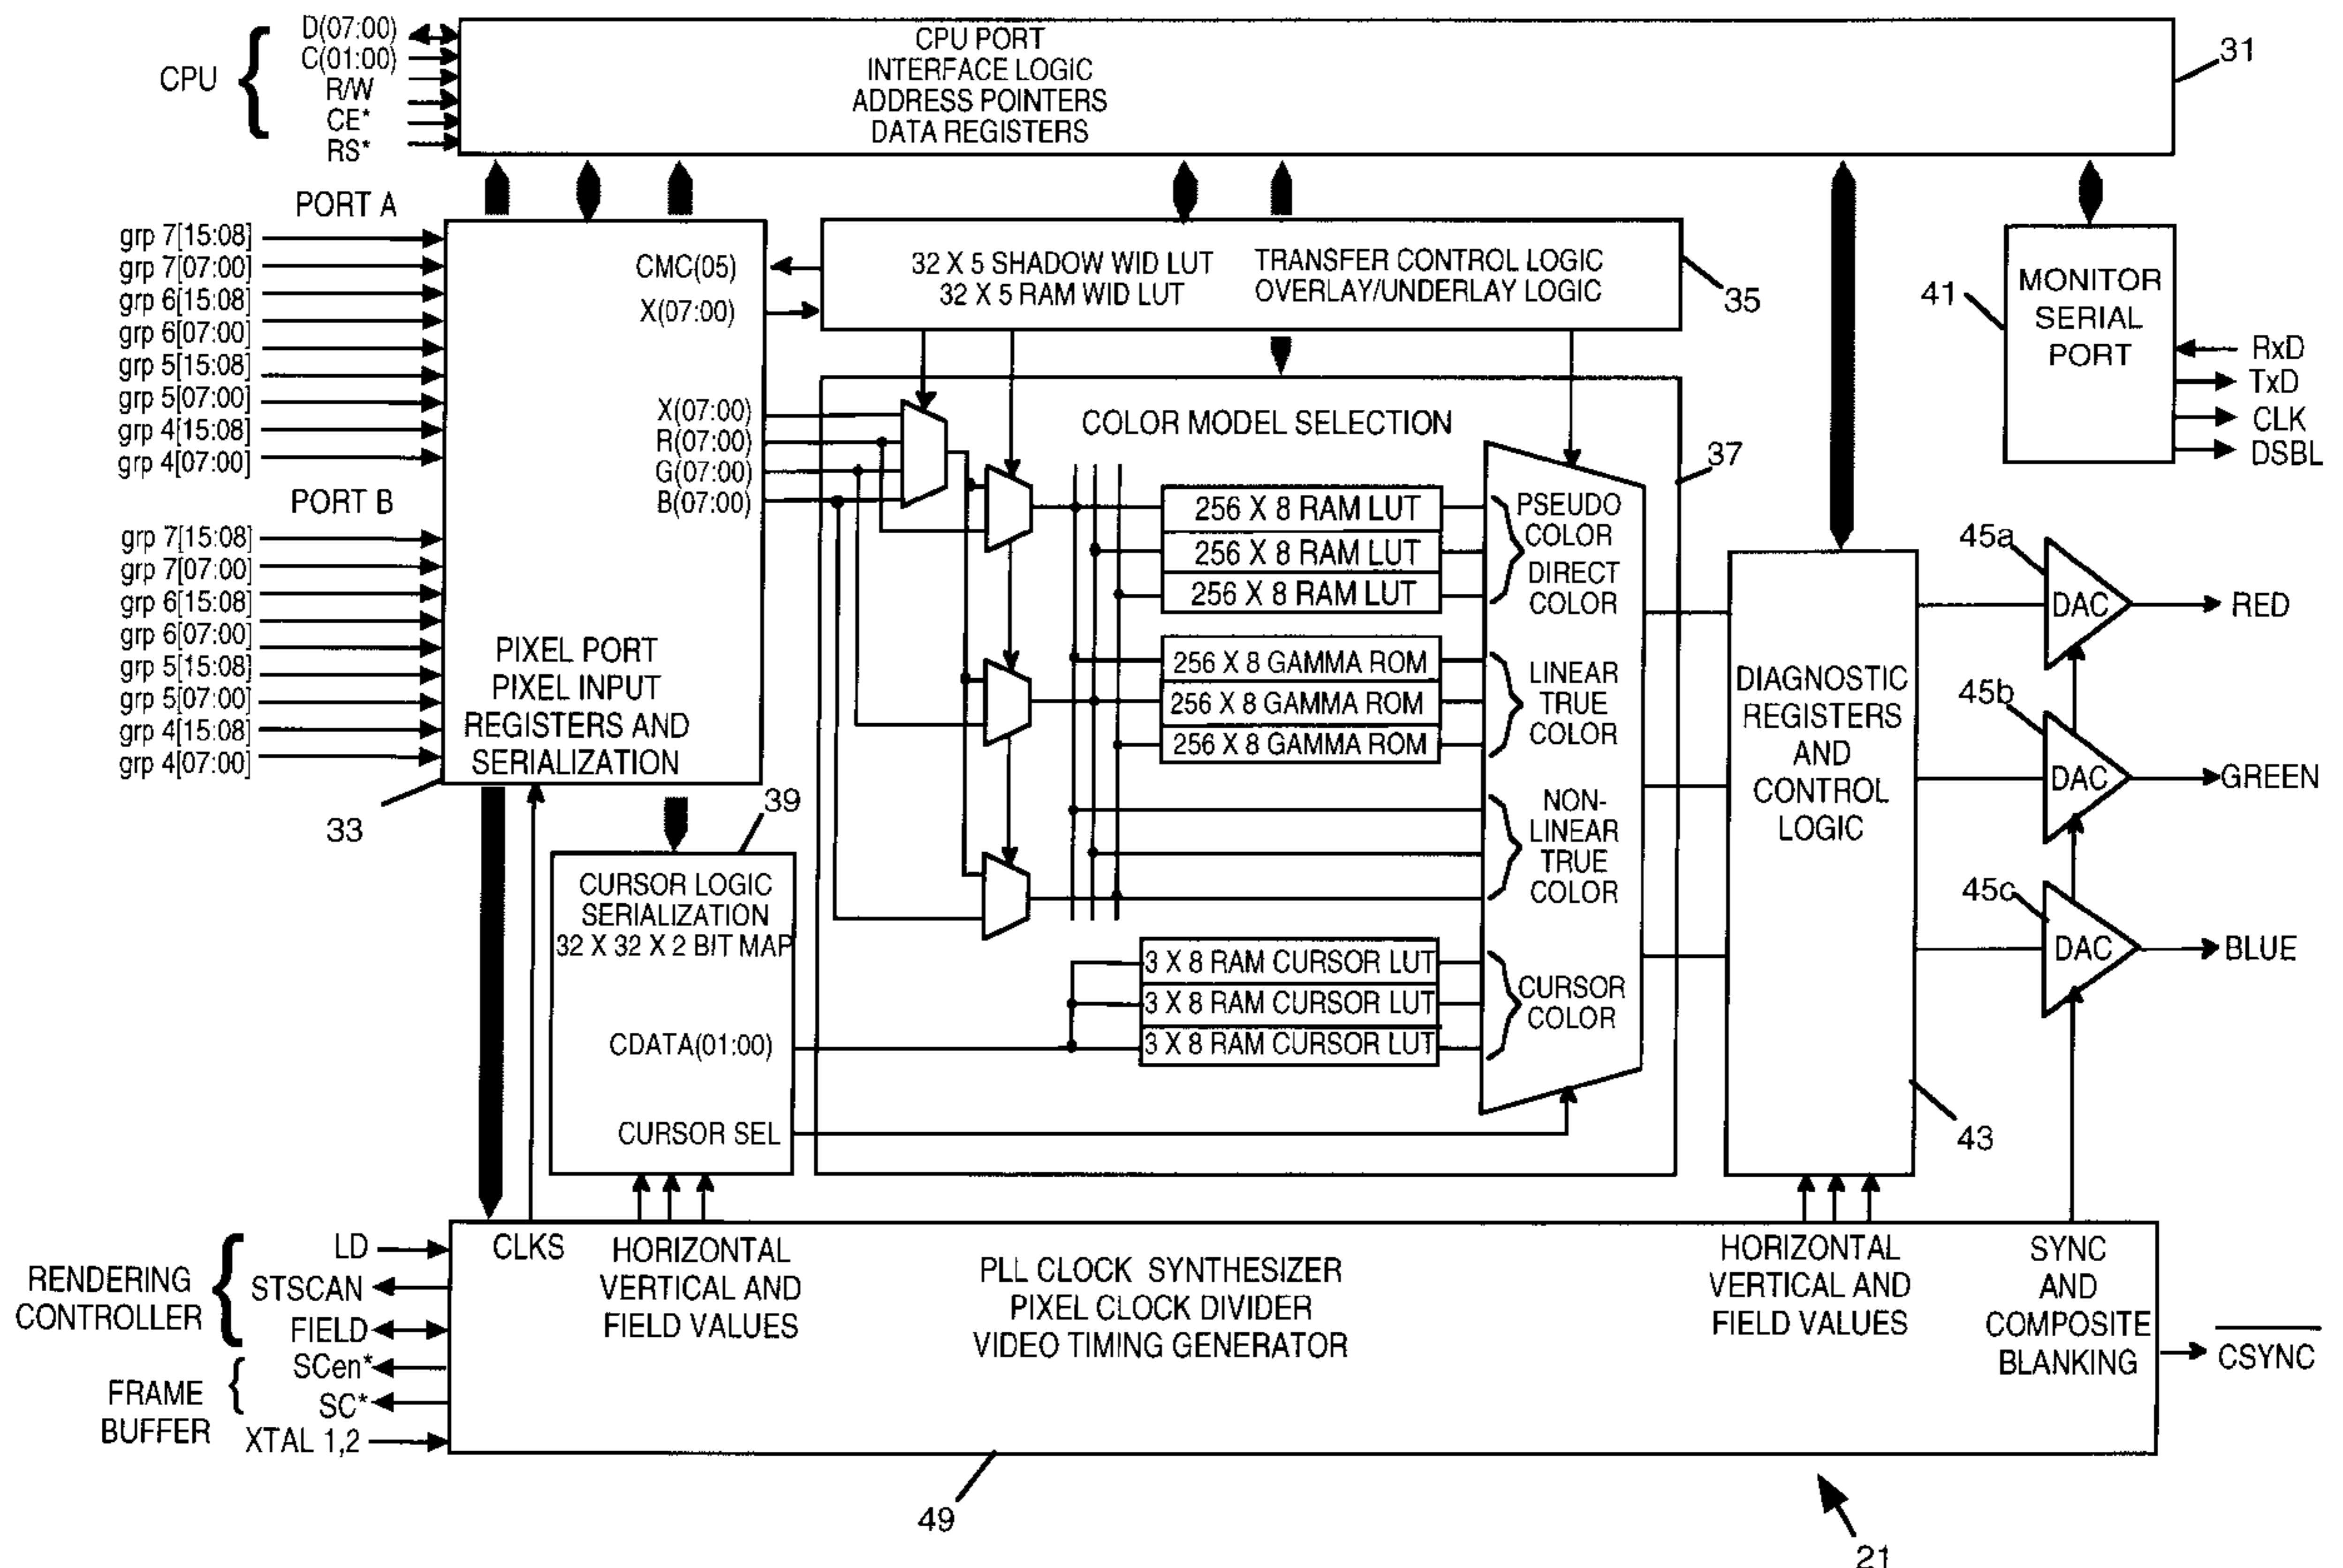 D(07:00)
C(01:00)
R/W
CE*
RS*
CPU
CPU PORT
INTERFACE LOGIC
ADDRESS POINTERS
DATA REGISTERS
31
PORT A
grp 7[15:08]
grp 7[07:00]
grp 6[15:08]
grp 6[07:00]
grp 5[15:08]
grp 5[07:00]
grp 4[15:08]
grp 4[07:00]
PORT B
grp 7[15:08]
grp 7[07:00]
grp 6[15:08]
grp 6[07:00]
grp 5[15:08]
grp 5[07:00]
grp 4[15:08]
grp 4[07:00]
CMC(05)
X(07:00)
X(07:00)
R(07:00)
G(07:00)
B(07:00)
PIXEL PORT
PIXEL INPUT
REGISTERS AND
SERIALIZATION
33
32 X 5 SHADOW WID LUT
32 X 5 RAM WID LUT
TRANSFER CONTROL LOGIC
OVERLAY/UNDERLAY LOGIC
35
41
MONITOR
SERIAL
PORT
RxD
TxD
CLK
DSBL
COLOR MODEL SELECTION
37
256 X 8 RAM LUT
256 X 8 RAM LUT
256 X 8 RAM LUT
PSEUDO
COLOR
DIRECT
COLOR
256 X 8 GAMMA ROM
256 X 8 GAMMA ROM
256 X 8 GAMMA ROM
LINEAR
TRUE
COLOR
NON-
LINEAR
TRUE
COLOR
3 X 8 RAM CURSOR LUT
3 X 8 RAM CURSOR LUT
3 X 8 RAM CURSOR LUT
CURSOR
COLOR
39
CURSOR LOGIC
SERIALIZATION
32 X 32 X 2 BIT MAP
CDATA(01:00)
CURSOR SEL
DIAGNOSTIC
REGISTERS
AND
CONTROL
LOGIC
43
45a
DAC
RED
45b
DAC
GREEN
45c
DAC
BLUE
RENDERING
CONTROLLER
LD
STSCAN
FIELD
FRAME
BUFFER
SCen*
SC*
XTAL 1,2
CLKS
HORIZONTAL
VERTICAL AND
FIELD VALUES
PLL CLOCK SYNTHESIZER
PIXEL CLOCK DIVIDER
VIDEO TIMING GENERATOR
HORIZONTAL
VERTICAL AND
FIELD VALUES
SYNC
AND
COMPOSITE
BLANKING
CSYNC
49
21